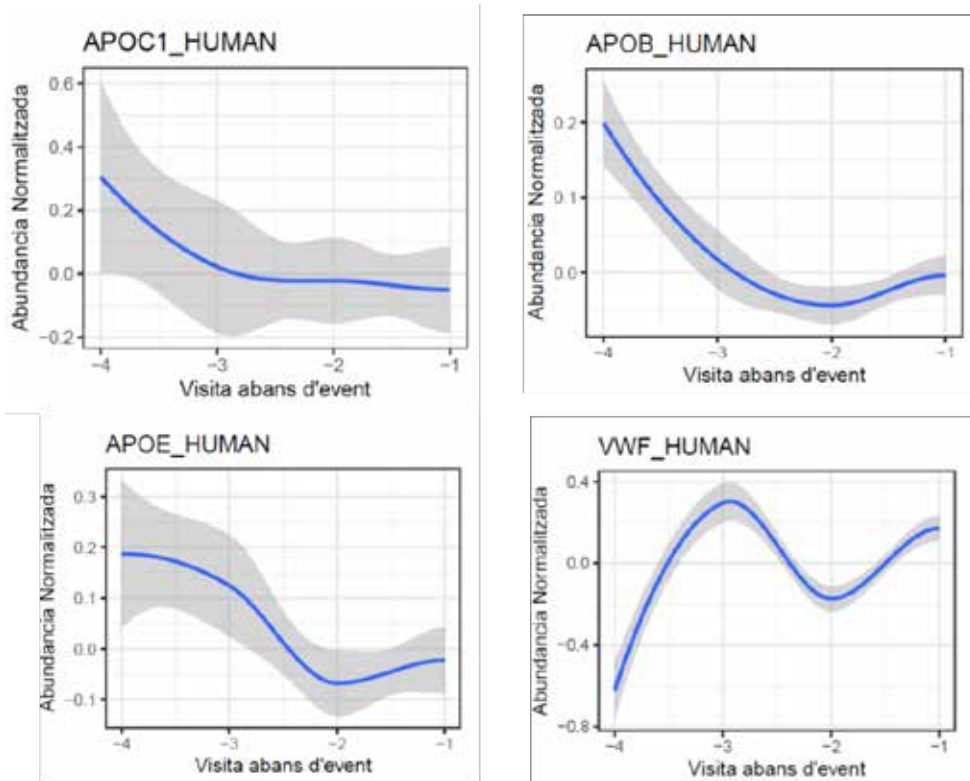 APOC1_HUMAN
Abundancia Normalitzada
0.6
0.4
0.2
0.0
−0.2
−4
−3
−2
−1
Visita abans d'event
APOB_HUMAN
Abundancia Normalitzada
0.2
0.1
0.0
−4
−3
−2
−1
Visita abans d'event
APOE_HUMAN
Abundancia Normalitzada
0.3
0.2
0.1
0.0
−0.1
−4
−3
−2
−1
Visita abans d'event
VWF_HUMAN
Abundancia Normalitzada
0.4
0.0
−0.4
−0.8
−4
−3
−2
−1
Visita abans d'event